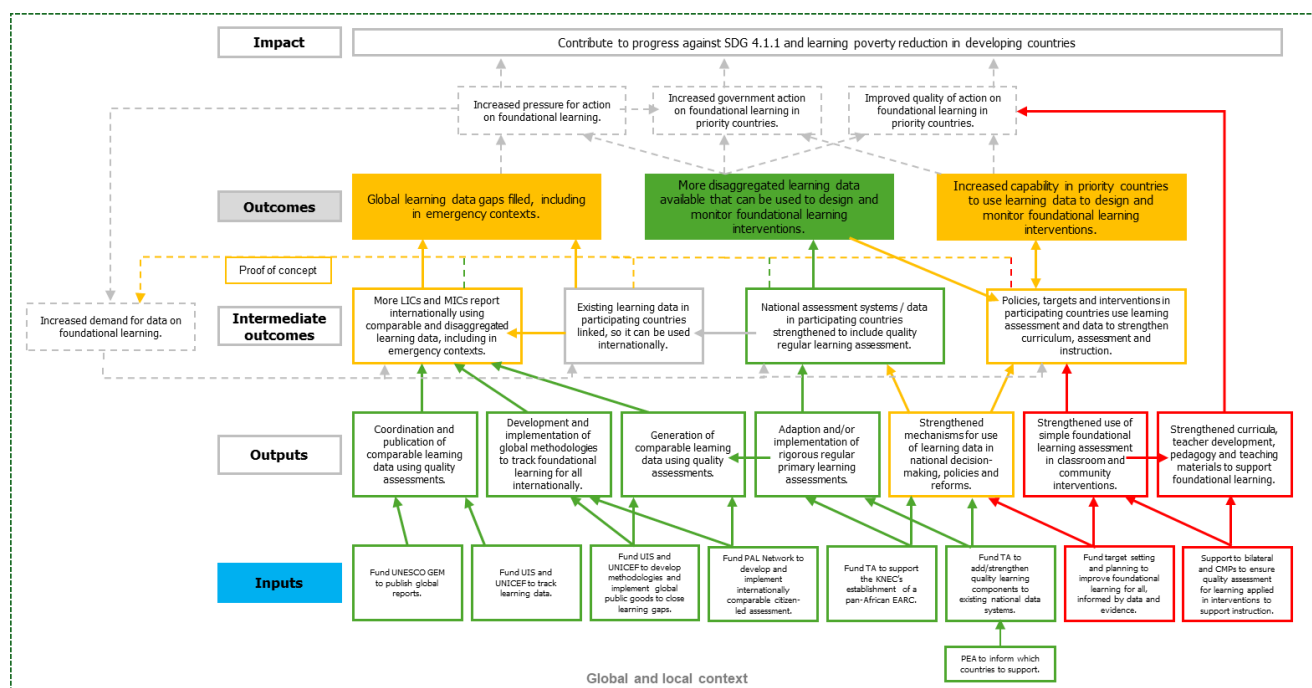 Impact
Contribute to progress against SDG 4.1.1 and learning poverty reduction in developing countries
Increased pressure for action
on foundational learning.
Increased government action
on foundational learning in
priority countries.
Improved quality of action on
foundational learning in
priority countries.
Outcomes
Global learning data gaps filled, including
in emergency contexts.
More disaggregated learning data
available that can be used to design and
monitor foundational learning
interventions.
Increased capability in priority countries
to use learning data to design and
monitor foundational learning
interventions.
Proof of concept
Increased demand for data on
foundational learning.
Intermediate
outcomes
More LICs and MICs report
internationally using
comparable and disaggregated
learning data, including in
emergency contexts.
Existing learning data in
participating countries
linked, so it can be used
internationally.
National assessment systems / data
in participating countries
strengthened to include quality
regular learning assessment.
Policies, targets and interventions in
participating countries use learning
assessment and data to strengthen
curriculum, assessment and
instruction.
Outputs
Coordination and
publication of
comparable learning
data using quality
assessments.
Development and
implementation of
global methodologies
to track foundational
learning for all
internationally.
Generation of
comparable learning
data using quality
assessments.
Adaption and/or
implementation of
rigorous regular
primary learning
assessments.
Strengthened
mechanisms for use
of learning data in
national decision-
making, policies and
reforms.
Strengthened use of
simple foundational
learning assessment
in classroom and
community
interventions.
Strengthened curricula,
teacher development,
pedagogy and teaching
materials to support
foundational learning.
Inputs
Fund UNESCO GEM
to publish global
reports.
Fund UIS and
UNICEF to track
learning data.
Fund UIS and
UNICEF to develop
methodologies and
implement global
public goods to close
learning gaps.
Fund PAL Network to
develop and
implement
internationally
comparable citizen-
led assessment.
Fund TA to support
the KNEC's
establishment of a
pan-African EARC.
Fund TA to
add/strengthen
quality learning
components to
existing national data
systems.
Fund target setting
and planning to
improve foundational
learning for all,
informed by data and
evidence.
Support to bilateral
and CMPs to ensure
quality assessment
for learning applied
in interventions to
support instruction.
PEA to inform which
countries to support.
Global and local context